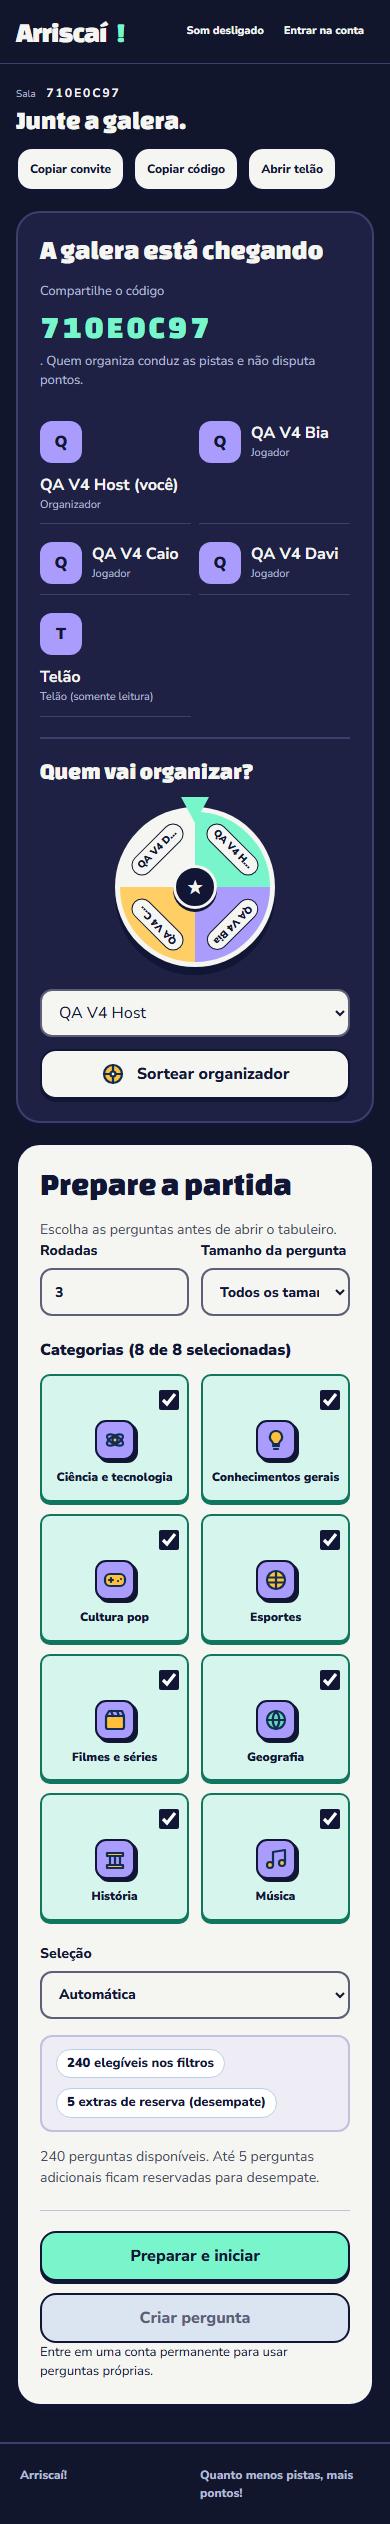 Arriscaí !
Som desligado
Entrar na conta
Sala 710E0C97
Junte a galera.
Copiar convite
Copiar código
Abrir telão
A galera está chegando
Compartilhe o código
710E0C97
. Quem organiza conduz as pistas e não disputa
pontos.
Q
QA V4 Host (você)
Organizador
Q
QA V4 Bia
Jogador
Q
QA V4 Caio
Jogador
Q
QA V4 Davi
Jogador
T
Telão
Telão (somente leitura)
Quem vai organizar?
QA V4 D...
QA V4 H...
QA V4 C...
QA V4 Bia
QA V4 Host
Sortear organizador
Prepare a partida
Escolha as perguntas antes de abrir o tabuleiro.
Rodadas
Tamanho da pergunta
3
Todos os tamar
Categorias (8 de 8 selecionadas)
Ciência e tecnologia
Conhecimentos gerais
Cultura pop
Esportes
Filmes e séries
Geografia
História
Música
Seleção
Automática
240 elegíveis nos filtros
5 extras de reserva (desempate)
240 perguntas disponíveis. Até 5 perguntas
adicionais ficam reservadas para desempate.
Preparar e iniciar
Criar pergunta
Entre em uma conta permanente para usar
perguntas próprias.
Arriscaí!
Quanto menos pistas, mais
pontos!